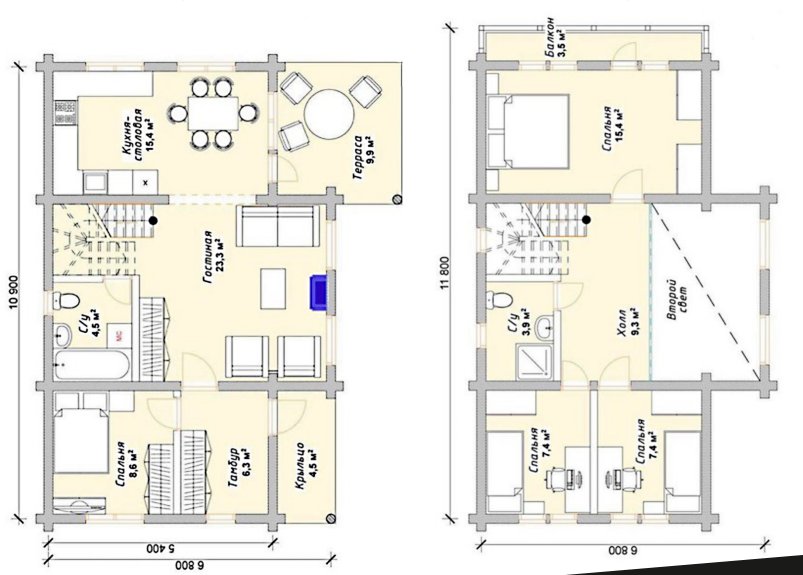 Кухня-
столовая
15,4 м²
Терраса
9,9 м²
Гостиная
23,3 м²
С/у
4,5 м²
МС
х
Спальня
8,6 м²
Тамбур
6,3 м²
Крыльцо
4,5 м²
10 900
5 400
6 800
Балкон
3,5 м²
Спальня
15,4 м²
Второй
свет
Холл
9,3 м²
С/у
3,9 м²
Спальня
7,4 м²
Спальня
7,4 м²
11 800
6 800